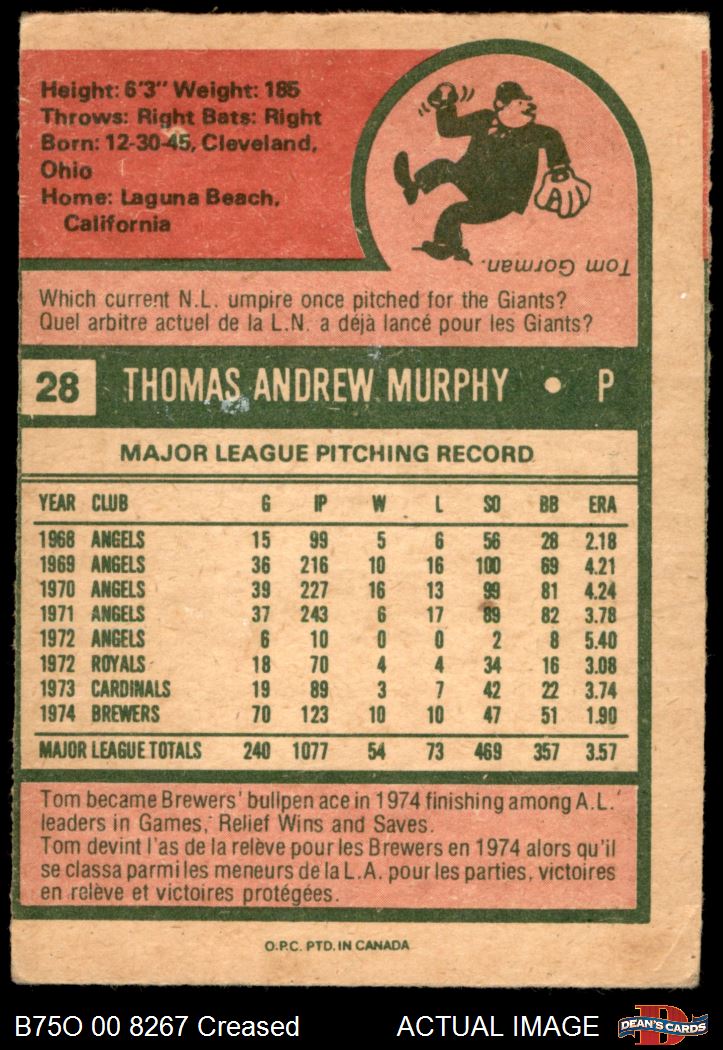 Height: 6'3" Weight: 185
Throws: Right Bats: Right
Born: 12-30-45, Cleveland,
Ohio
Home: Laguna Beach,
California
Tom Gorman.
Which current N.L. umpire once pitched for the Giants?
Quel arbitre actuel de la L.N. a déjà lancé pour les Giants?
28 THOMAS ANDREW MURPHY • P
MAJOR LEAGUE PITCHING RECORD
YEAR CLUB G IP W L SO BB ERA
1968 ANGELS 15 99 5 6 56 28 2.18
1969 ANGELS 36 216 10 16 100 69 4.21
1970 ANGELS 39 227 16 13 99 81 4.24
1971 ANGELS 37 243 6 17 89 82 3.78
1972 ANGELS 6 10 0 0 2 8 5.40
1972 ROYALS 18 70 4 4 34 16 3.08
1973 CARDINALS 19 89 3 7 42 22 3.74
1974 BREWERS 70 123 10 10 47 51 1.90
MAJOR LEAGUE TOTALS 240 1077 54 73 469 357 3.57
Tom became Brewers' bullpen ace in 1974 finishing among A.L.
leaders in Games, Relief Wins and Saves.
Tom devint l'as de la relève pour les Brewers en 1974 alors qu'il
se classa parmi les meneurs de la L.A. pour les parties, victoires
en relève et victoires protégées.
O.P.C. PTD. IN CANADA
B75O 00 8267 Creased ACTUAL IMAGE DEAN'S CARDS